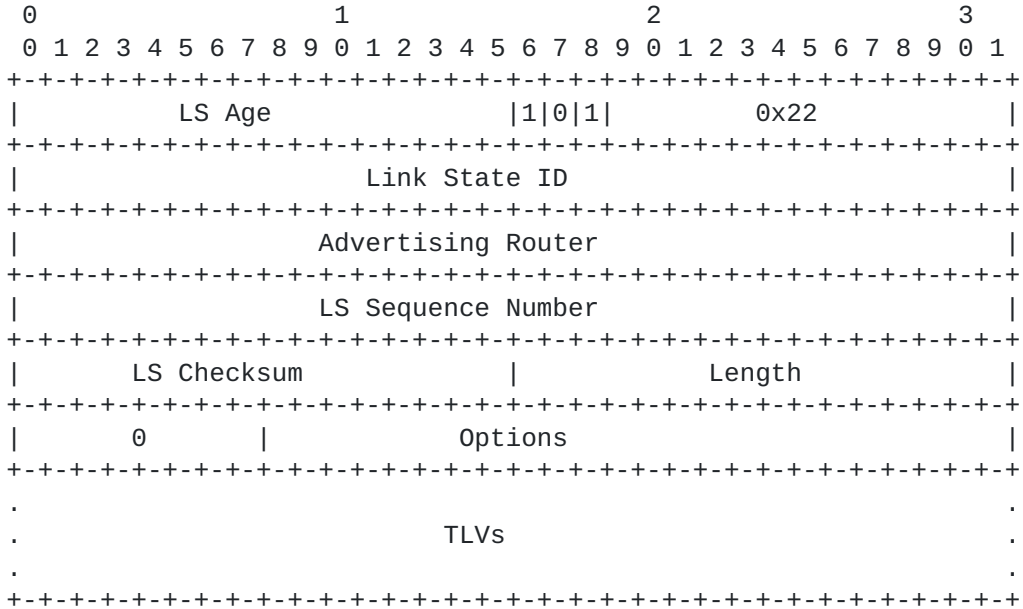 0                   1                   2                   3
 0 1 2 3 4 5 6 7 8 9 0 1 2 3 4 5 6 7 8 9 0 1 2 3 4 5 6 7 8 9 0 1
+-+-+-+-+-+-+-+-+-+-+-+-+-+-+-+-+-+-+-+-+-+-+-+-+-+-+-+-+-+-+-+-+
|          LS Age               |1|0|1|         0x22            |
+-+-+-+-+-+-+-+-+-+-+-+-+-+-+-+-+-+-+-+-+-+-+-+-+-+-+-+-+-+-+-+-+
|                      Link State ID                            |
+-+-+-+-+-+-+-+-+-+-+-+-+-+-+-+-+-+-+-+-+-+-+-+-+-+-+-+-+-+-+-+-+
|                   Advertising Router                          |
+-+-+-+-+-+-+-+-+-+-+-+-+-+-+-+-+-+-+-+-+-+-+-+-+-+-+-+-+-+-+-+-+
|                   LS Sequence Number                          |
+-+-+-+-+-+-+-+-+-+-+-+-+-+-+-+-+-+-+-+-+-+-+-+-+-+-+-+-+-+-+-+-+
|       LS Checksum             |            Length             |
+-+-+-+-+-+-+-+-+-+-+-+-+-+-+-+-+-+-+-+-+-+-+-+-+-+-+-+-+-+-+-+-+
|       0       |            Options                            |
+-+-+-+-+-+-+-+-+-+-+-+-+-+-+-+-+-+-+-+-+-+-+-+-+-+-+-+-+-+-+-+-+
.                                                               .
.                           TLVs                                .
.                                                               .
+-+-+-+-+-+-+-+-+-+-+-+-+-+-+-+-+-+-+-+-+-+-+-+-+-+-+-+-+-+-+-+-+